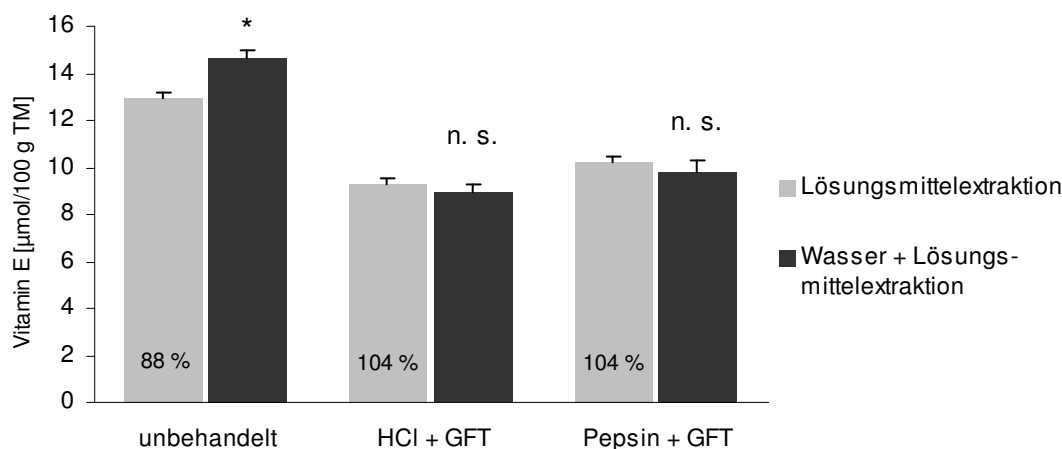 Vitamin E [µmol/100 g TM]
16
14
12
10
8
6
4
2
0
*
n. s.
n. s.
88 %
104 %
104 %
unbehandelt
HCl + GFT
Pepsin + GFT
Lösungsmittelextraktion
Wasser + Lösungs-
mittelextraktion